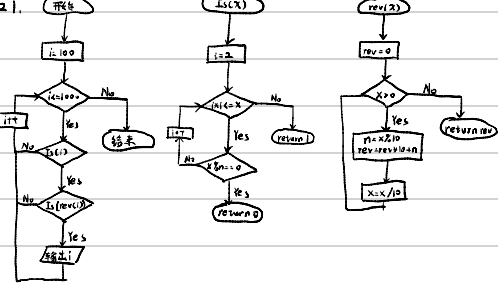 21.
开始
i=100
i<=1000
No
Yes
i++
Is(i)
No
结束
Yes
Is(rev(i))
No
Yes
输出i
Is(x)
i=2
i*i<=x
No
Yes
i++
return 1
No
x%n==0
Yes
return 0
rev(x)
rev=0
x>0
No
Yes
return rev
n=x%10
rev=rev*10+n
x=x/10